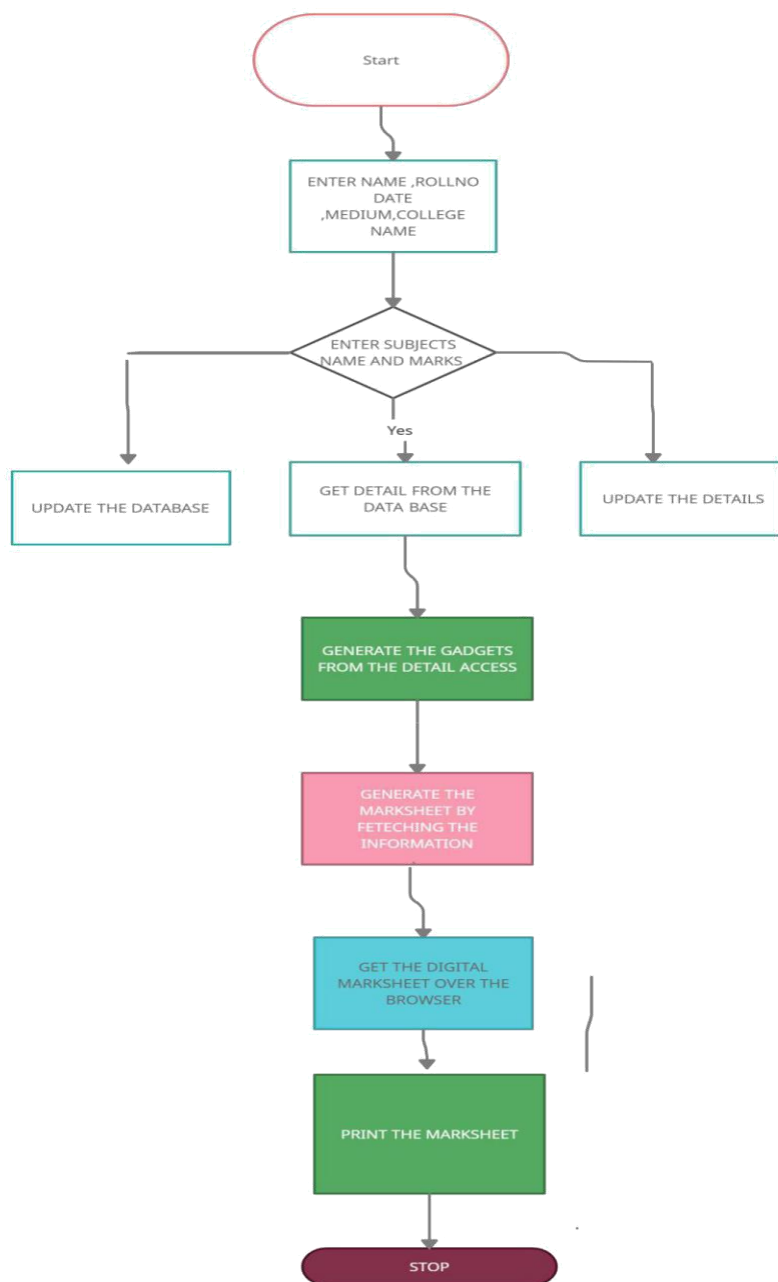 Start
ENTER NAME ,ROLLNO
DATE
,MEDIUM,COLLEGE
NAME
ENTER SUBJECTS
NAME AND MARKS
Yes
UPDATE THE DATABASE
GET DETAIL FROM THE
DATA BASE
UPDATE THE DETAILS
GENERATE THE GADGETS
FROM THE DETAIL ACCESS
GENERATE THE
MARKSHEET BY
FETECHING THE
INFORMATION
GET THE DIGITAL
MARKSHEET OVER THE
BROWSER
PRINT THE MARKSHEET
STOP